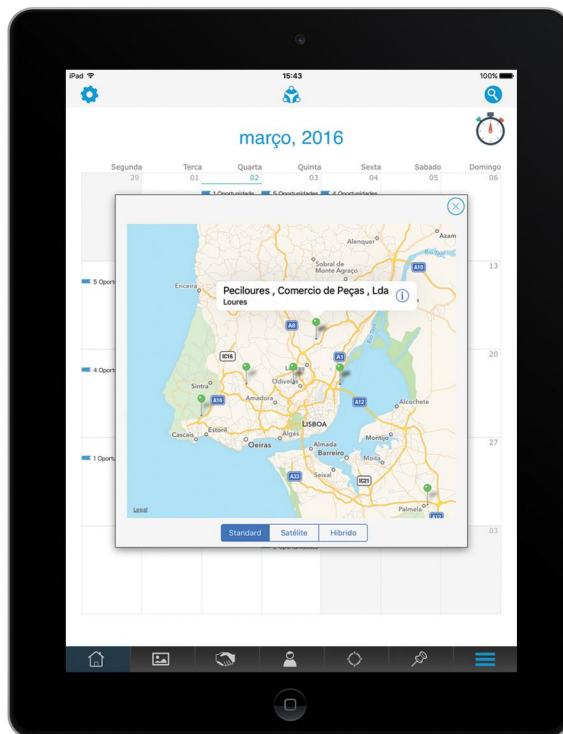 iPad
15:43
100%
março, 2016
Segunda Terca Quarta Quinta Sexta Sabado Domingo
29 01 02 03 04 05 06
1 Oportunidade 5 Oportunidades 4 Oportunidades
Alenquer
Azam
Sobral de
Monte Agraço
A10
13
5 Oport
Ericeira
Peciloures , Comercio de Peças , Lda
Loures
A8
IC16
A1
20
4 Oport
Sintra
Odivelas
A16
Amadora
A12
Alcochete
LISBOA
Cascais
Estoril
Algés
Oeiras
Almada
Montijo
27
1 Oportu
Barreiro
Moita
Seixal
A33
IC21
Palmela
Legal
A12
Standard Satélite Híbrido
03